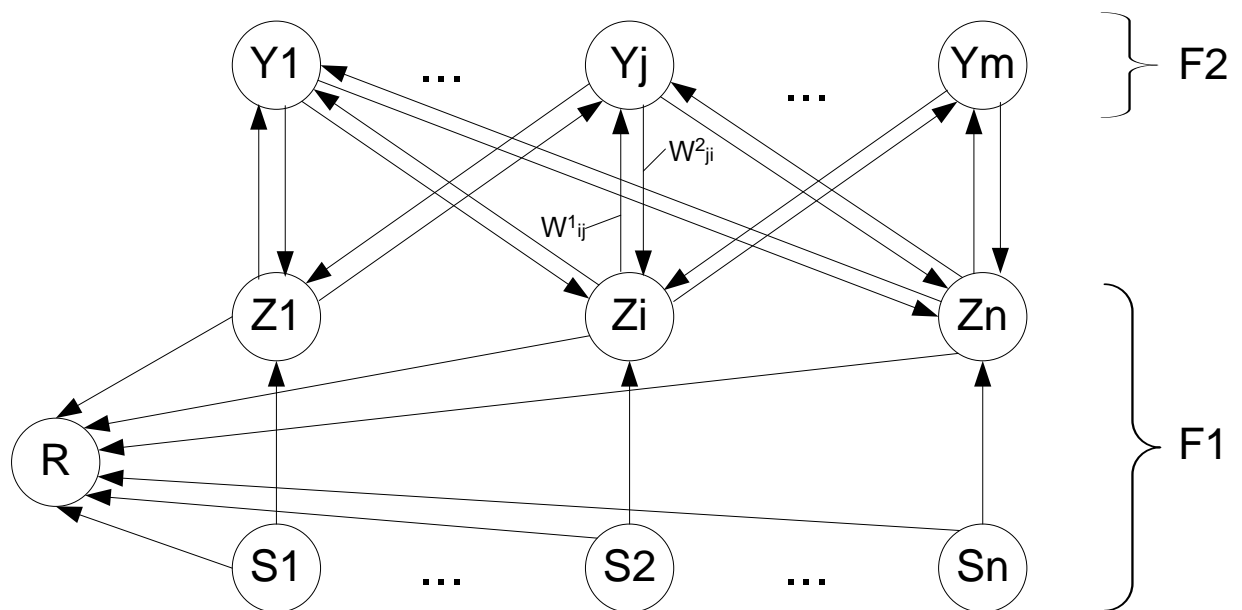 Y1 ... Yj ... Ym F2
W²ji
W¹ij
Z1 Zi Zn
R F1
S1 ... S2 ... Sn